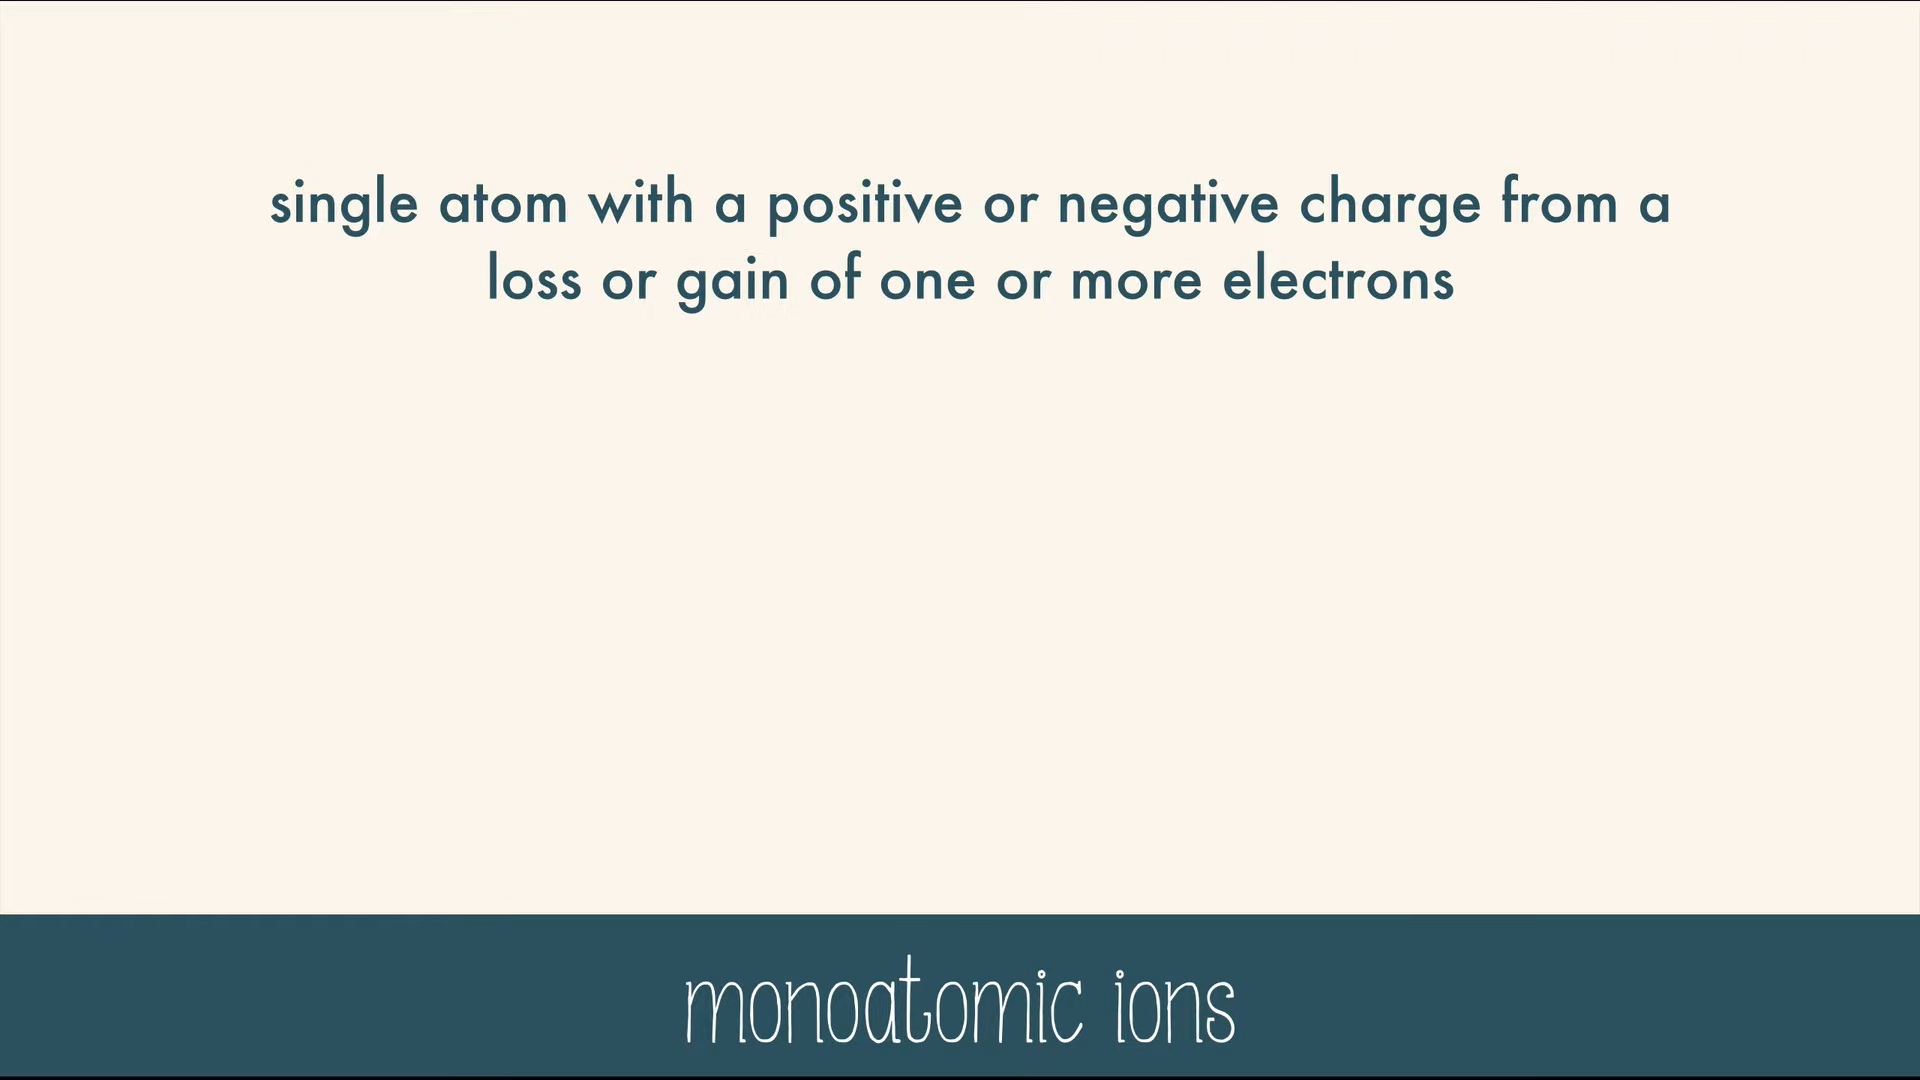 single atom with a positive or negative charge from a
loss or gain of one or more electrons
monoatomic ions